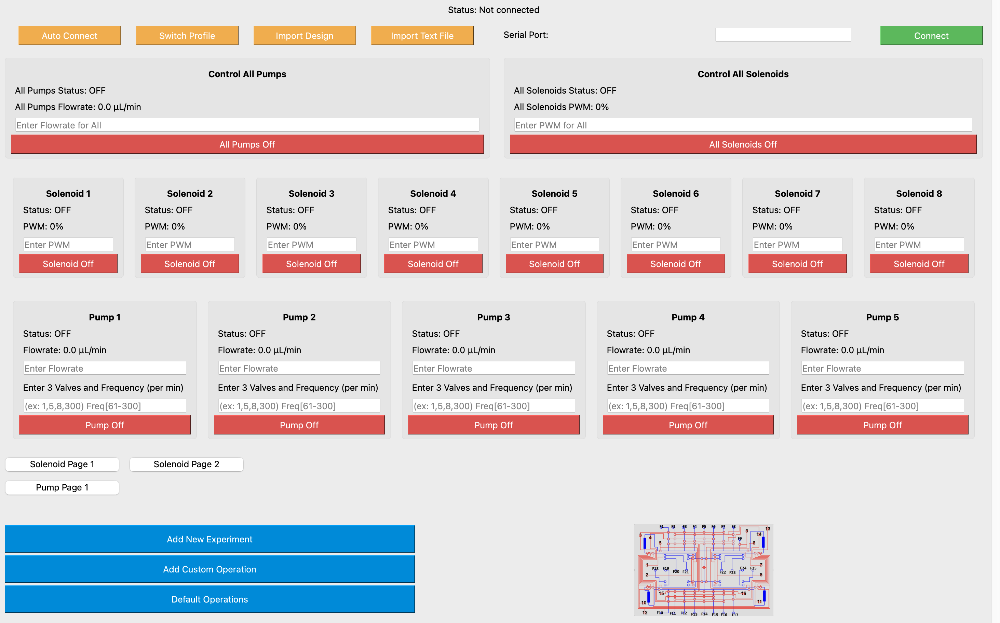 Status: Not connected
Auto Connect
Switch Profile
Import Design
Import Text File
Serial Port:
Connect
Control All Pumps
All Pumps Status: OFF
All Pumps Flowrate: 0.0 µL/min
Enter Flowrate for All
All Pumps Off
Control All Solenoids
All Solenoids Status: OFF
All Solenoids PWM: 0%
Enter PWM for All
All Solenoids Off
Solenoid 1
Status: OFF
PWM: 0%
Enter PWM
Solenoid Off
Solenoid 2
Status: OFF
PWM: 0%
Enter PWM
Solenoid Off
Solenoid 3
Status: OFF
PWM: 0%
Enter PWM
Solenoid Off
Solenoid 4
Status: OFF
PWM: 0%
Enter PWM
Solenoid Off
Solenoid 5
Status: OFF
PWM: 0%
Enter PWM
Solenoid Off
Solenoid 6
Status: OFF
PWM: 0%
Enter PWM
Solenoid Off
Solenoid 7
Status: OFF
PWM: 0%
Enter PWM
Solenoid Off
Solenoid 8
Status: OFF
PWM: 0%
Enter PWM
Solenoid Off
Pump 1
Status: OFF
Flowrate: 0.0 µL/min
Enter Flowrate
Enter 3 Valves and Frequency (per min)
(ex: 1,5,8,300) Freq[61-300]
Pump Off
Pump 2
Status: OFF
Flowrate: 0.0 µL/min
Enter Flowrate
Enter 3 Valves and Frequency (per min)
(ex: 1,5,8,300) Freq[61-300]
Pump Off
Pump 3
Status: OFF
Flowrate: 0.0 µL/min
Enter Flowrate
Enter 3 Valves and Frequency (per min)
(ex: 1,5,8,300) Freq[61-300]
Pump Off
Pump 4
Status: OFF
Flowrate: 0.0 µL/min
Enter Flowrate
Enter 3 Valves and Frequency (per min)
(ex: 1,5,8,300) Freq[61-300]
Pump Off
Pump 5
Status: OFF
Flowrate: 0.0 µL/min
Enter Flowrate
Enter 3 Valves and Frequency (per min)
(ex: 1,5,8,300) Freq[61-300]
Pump Off
Solenoid Page 1
Solenoid Page 2
Pump Page 1
Add New Experiment
Add Custom Operation
Default Operations
F1 F2 F3 F4 F5 F6 F7 F8
9 13
3 4 14
F9
5 6
1 7
F18 F19 F20 F21 F22 F23 F24 F25
2 8
15 16
10 11
12 F10 F11 F12 F13 F14 F15 F16 F17